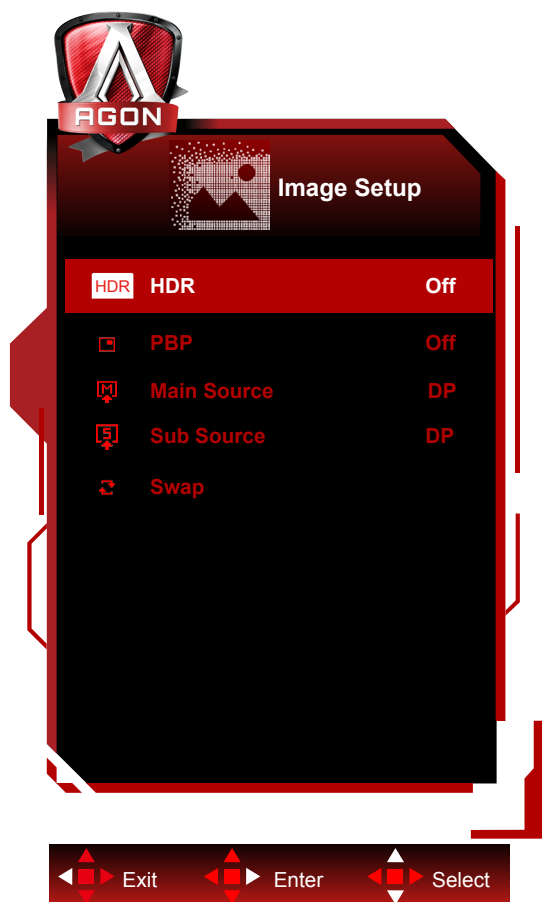 AGON
Image Setup
HDR HDR Off
PBP Off
M Main Source DP
S Sub Source DP
Swap
Exit Enter Select